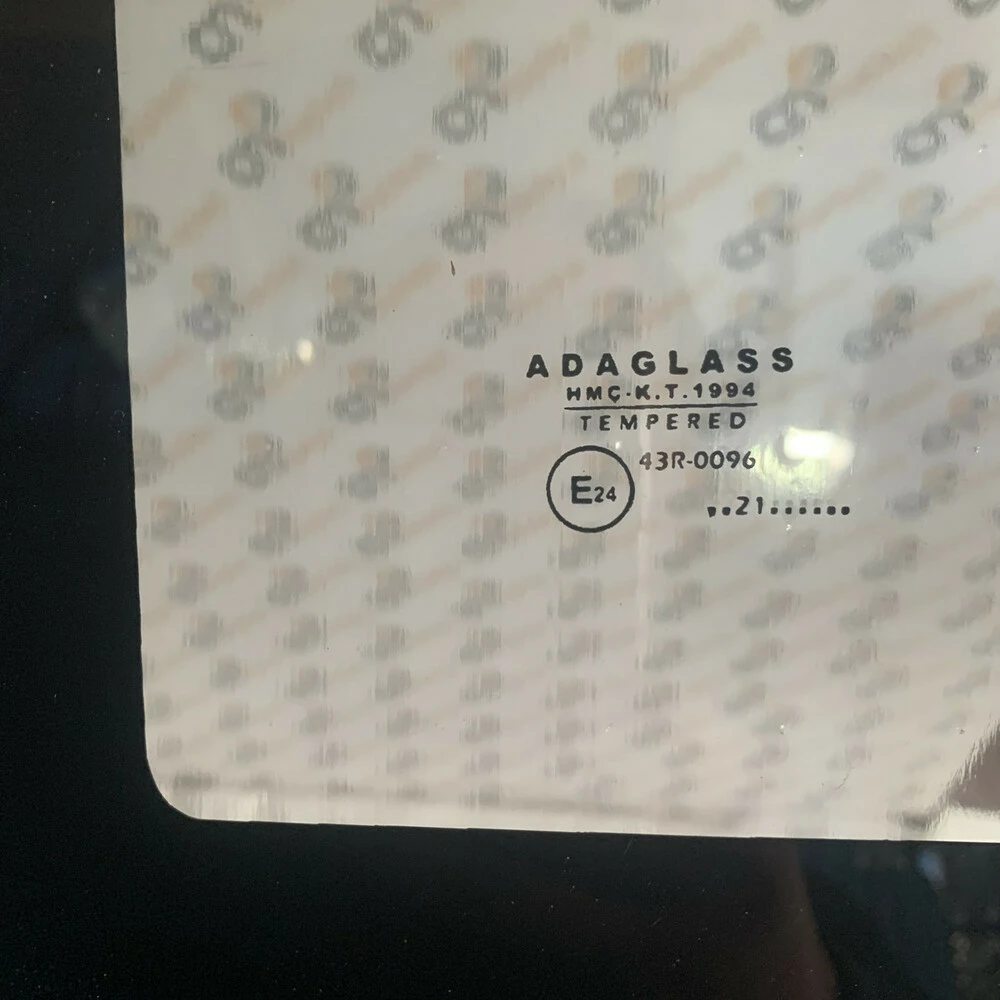 ADAGLASS
HMÇ-K.T.1994
TEMPERED
E24
43R-0096
..21......